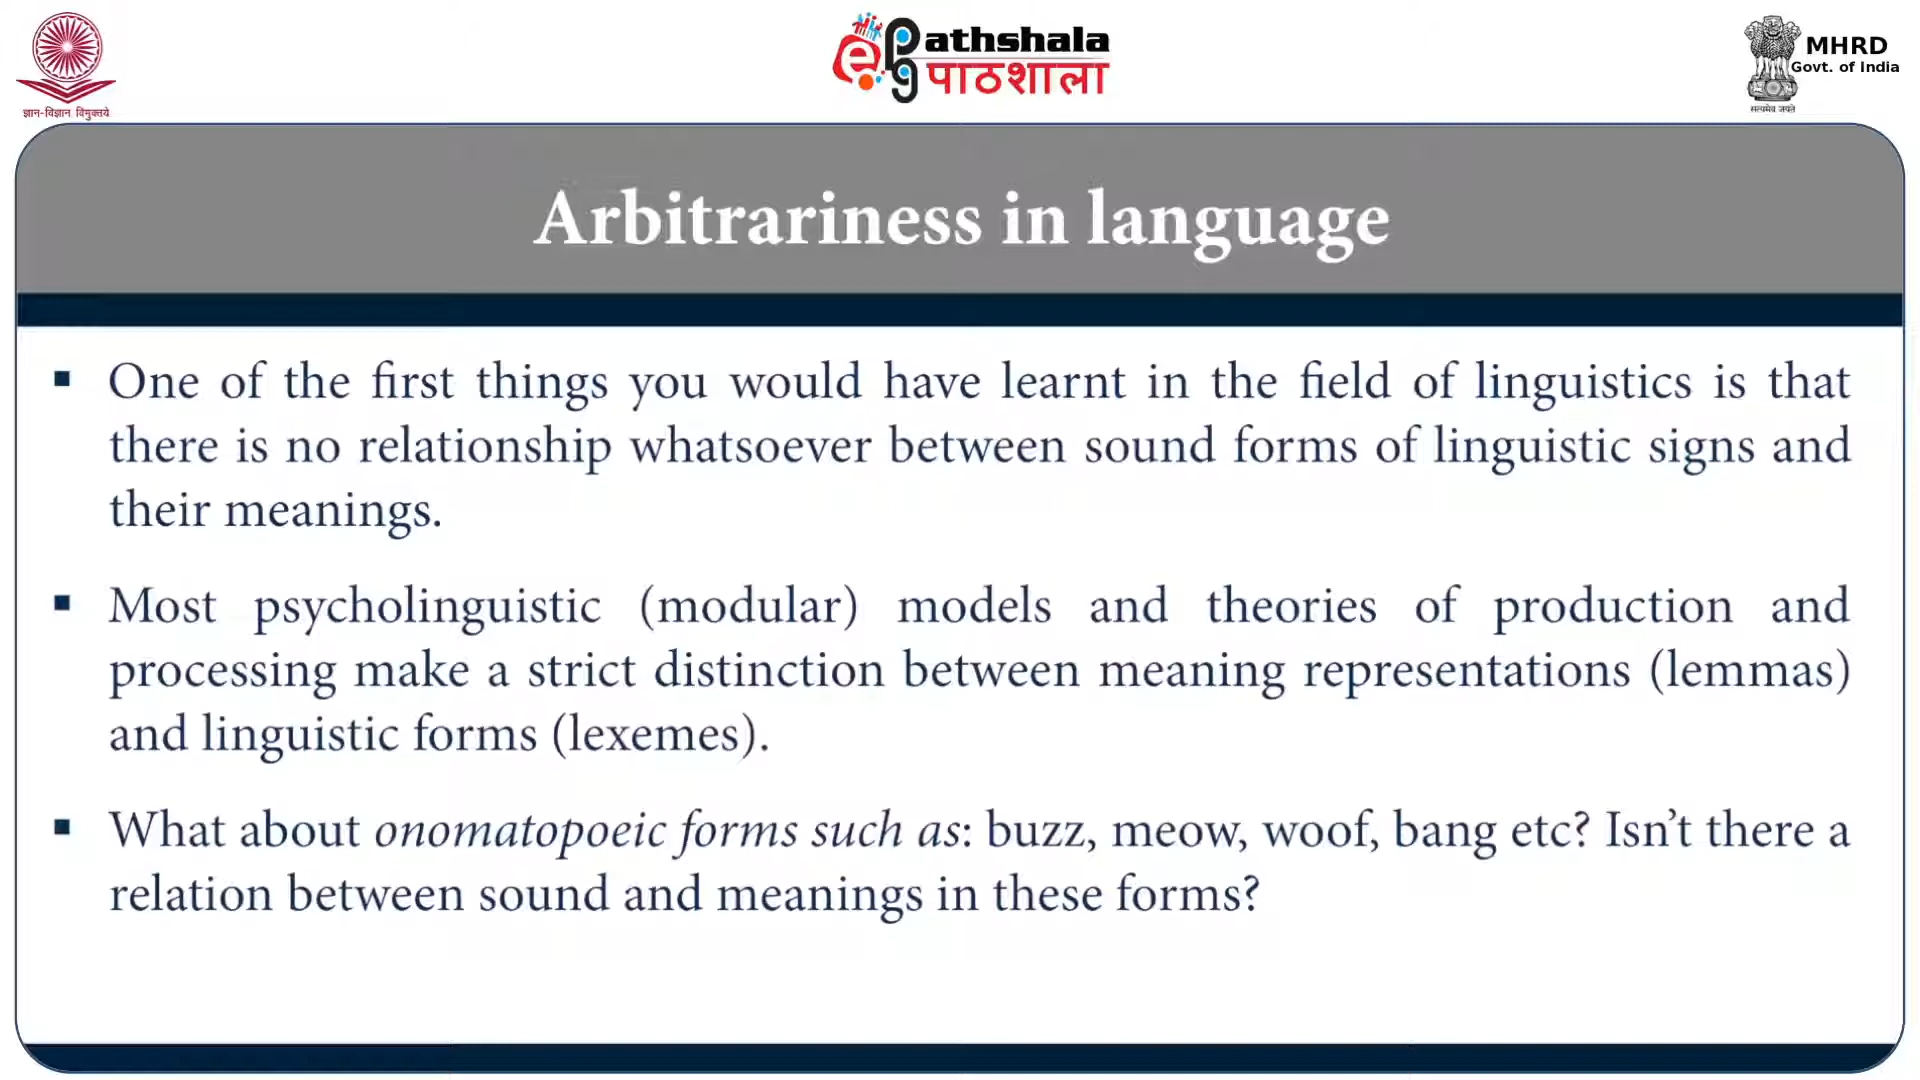 ज्ञान-विज्ञान विमुक्तये
ePathshala
पाठशाला
MHRD
Govt. of India
सत्यमेव जयते
Arbitrariness in language
▪ One of the first things you would have learnt in the field of linguistics is that
there is no relationship whatsoever between sound forms of linguistic signs and
their meanings.
▪ Most psycholinguistic (modular) models and theories of production and
processing make a strict distinction between meaning representations (lemmas)
and linguistic forms (lexemes).
▪ What about onomatopoeic forms such as: buzz, meow, woof, bang etc? Isn’t there a
relation between sound and meanings in these forms?